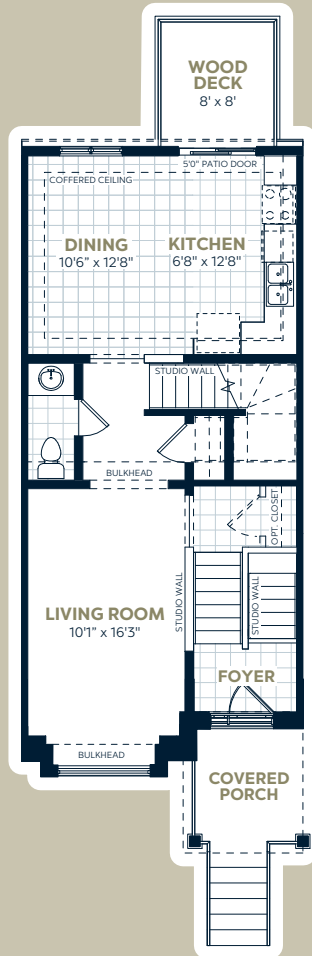 WOOD
DECK
8' x 8'
5'0" PATIO DOOR
COFFERED CEILING
DINING
10'6” x 12'8"
KITCHEN
6'8" x 12'8"
STUDIO WALL
BULKHEAD
OPT. CLOSET
STUDIO WALL
STUDIO WALL
LIVING ROOM
10'1” x 16'3"
FOYER
BULKHEAD
COVERED
PORCH